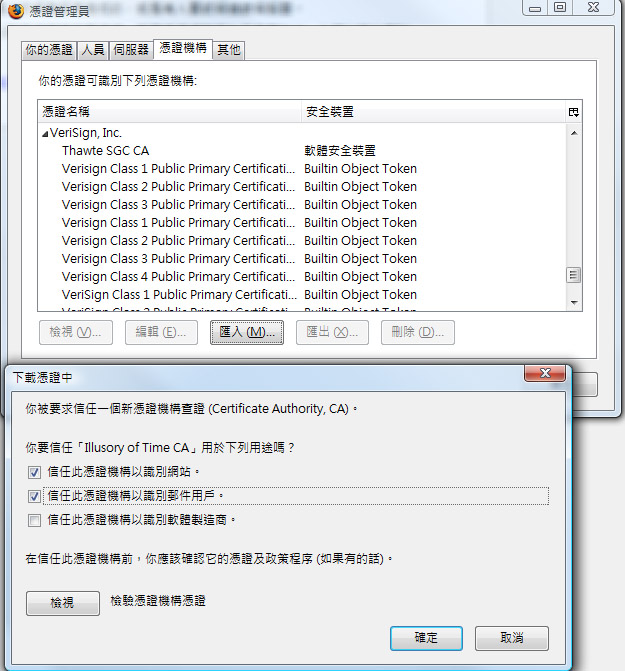 憑證管理員
你的憑證 人員 伺服器 憑證機構 其他
你的憑證可識別下列憑證機構:
憑證名稱 安全裝置
VeriSign, Inc.
Thawte SGC CA 軟體安全裝置
Verisign Class 1 Public Primary Certificati... Builtin Object Token
Verisign Class 2 Public Primary Certificati... Builtin Object Token
Verisign Class 3 Public Primary Certificati... Builtin Object Token
Verisign Class 1 Public Primary Certificati... Builtin Object Token
Verisign Class 2 Public Primary Certificati... Builtin Object Token
Verisign Class 3 Public Primary Certificati... Builtin Object Token
Verisign Class 4 Public Primary Certificati... Builtin Object Token
VeriSign Class 1 Public Primary Certificati... Builtin Object Token
檢視 (V)... 編輯 (E)... 匯入 (M)... 匯出 (X)... 刪除 (D)...
下載憑證中
你被要求信任一個新憑證機構查證 (Certificate Authority, CA)。
你要信任「Illusory of Time CA」用於下列用途嗎?
信任此憑證機構以識別網站。
信任此憑證機構以識別郵件用戶。
信任此憑證機構以識別軟體製造商。
在信任此憑證機構前,你應該確認它的憑證及政策程序 (如果有的話)。
檢視 檢驗憑證機構憑證
確定 取消